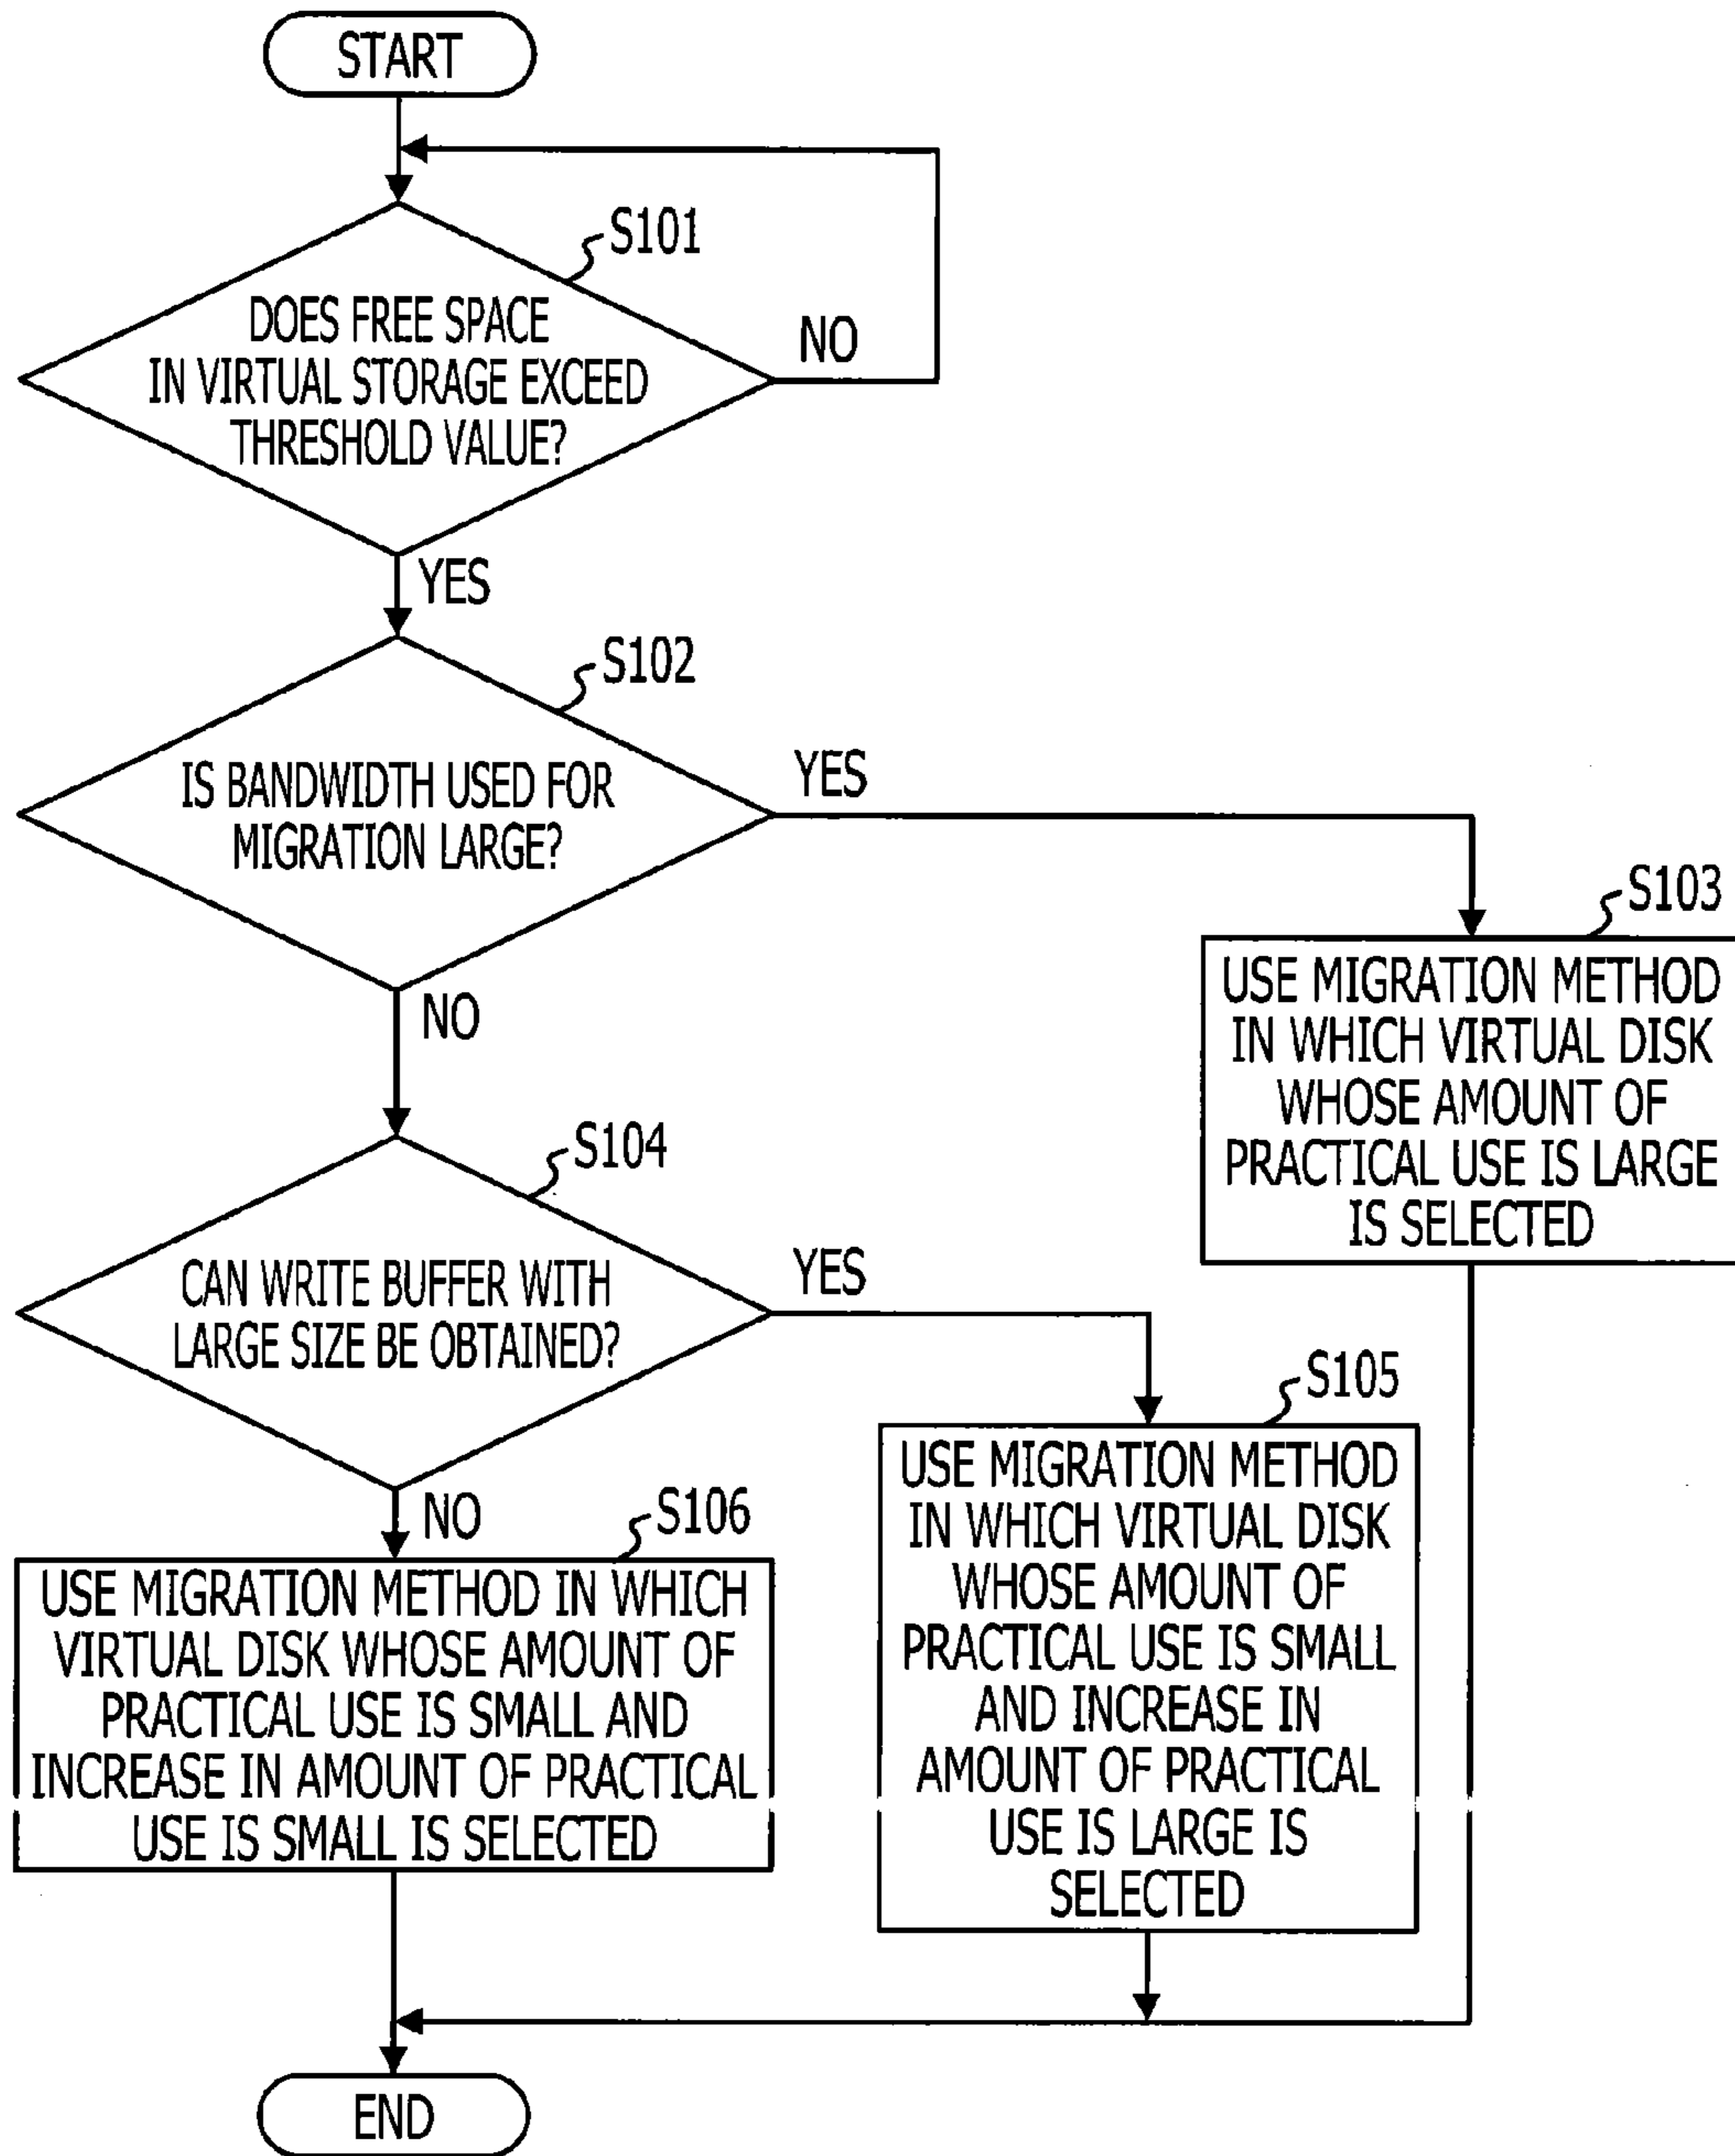 START
S101
DOES FREE SPACE
IN VIRTUAL STORAGE EXCEED
THRESHOLD VALUE?
NO
YES
S102
IS BANDWIDTH USED FOR
MIGRATION LARGE?
YES
NO
S103
USE MIGRATION METHOD
IN WHICH VIRTUAL DISK
WHOSE AMOUNT OF
PRACTICAL USE IS LARGE
IS SELECTED
S104
CAN WRITE BUFFER WITH
LARGE SIZE BE OBTAINED?
YES
NO
S105
USE MIGRATION METHOD
IN WHICH VIRTUAL DISK
WHOSE AMOUNT OF
PRACTICAL USE IS SMALL
AND INCREASE IN
AMOUNT OF PRACTICAL
USE IS LARGE IS
SELECTED
S106
USE MIGRATION METHOD IN WHICH
VIRTUAL DISK WHOSE AMOUNT OF
PRACTICAL USE IS SMALL AND
INCREASE IN AMOUNT OF PRACTICAL
USE IS SMALL IS SELECTED
END